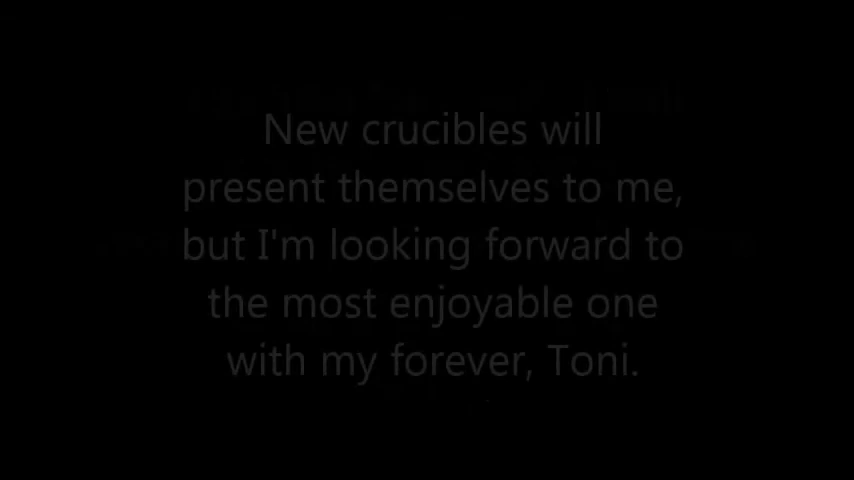 New crucibles will
present themselves to me,
but I'm looking forward to
the most enjoyable one
with my forever, Toni.